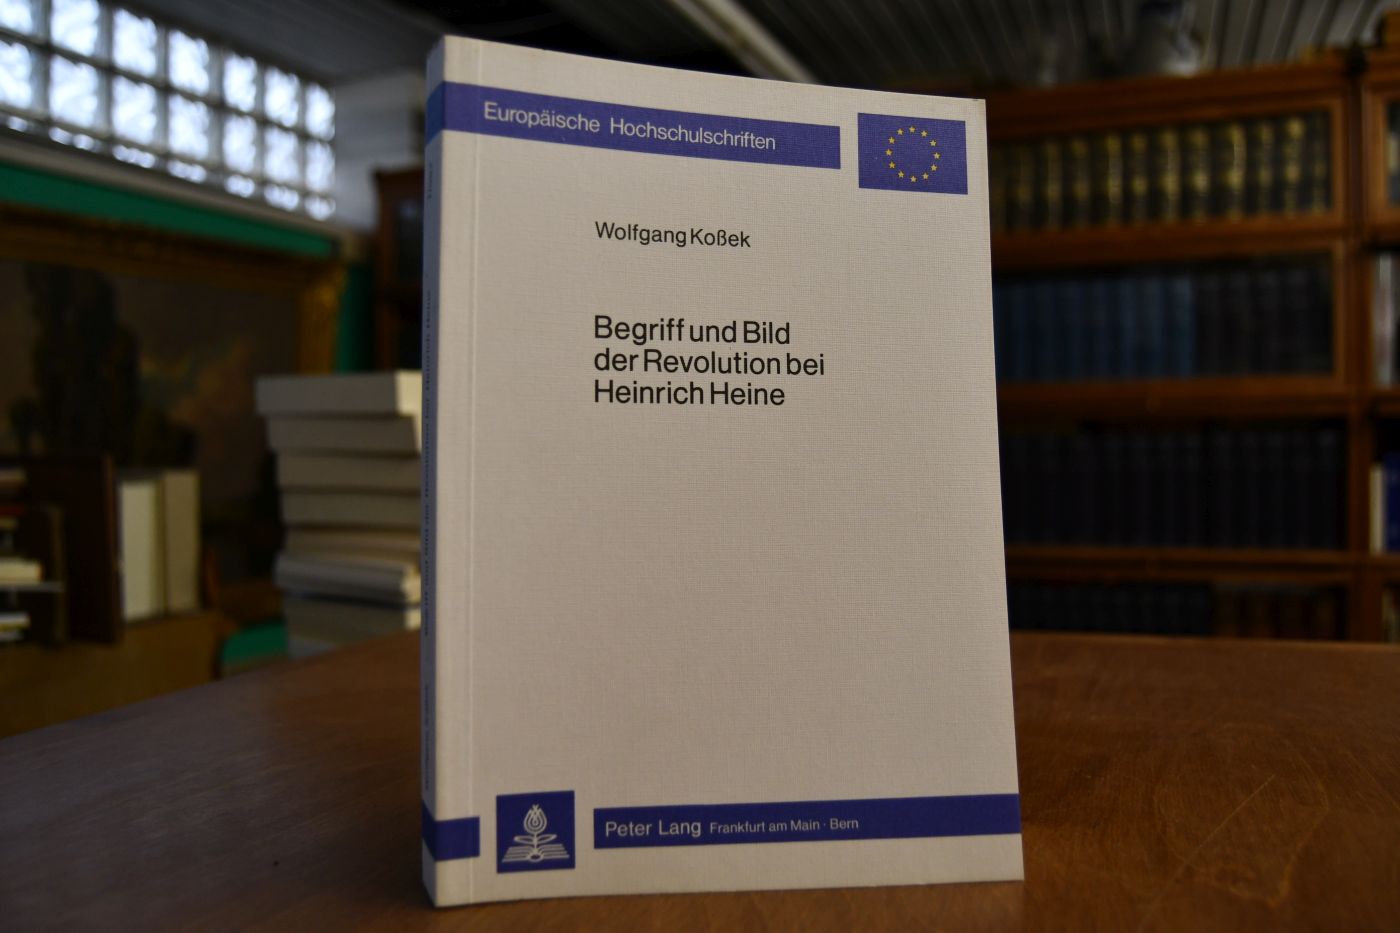 Europäische Hochschulschriften
Wolfgang Koßek
Begriff und Bild
der Revolution bei
Heinrich Heine
Peter Lang Frankfurt am Main · Bern